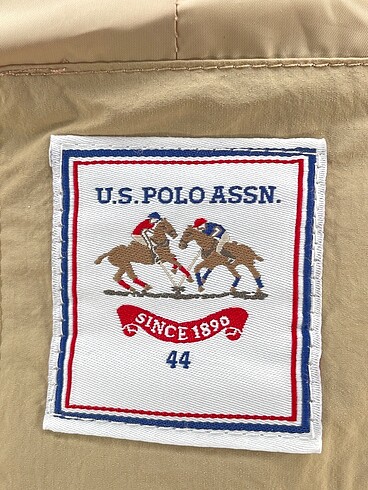 U.S. POLO ASSN.
SINCE 1890
44